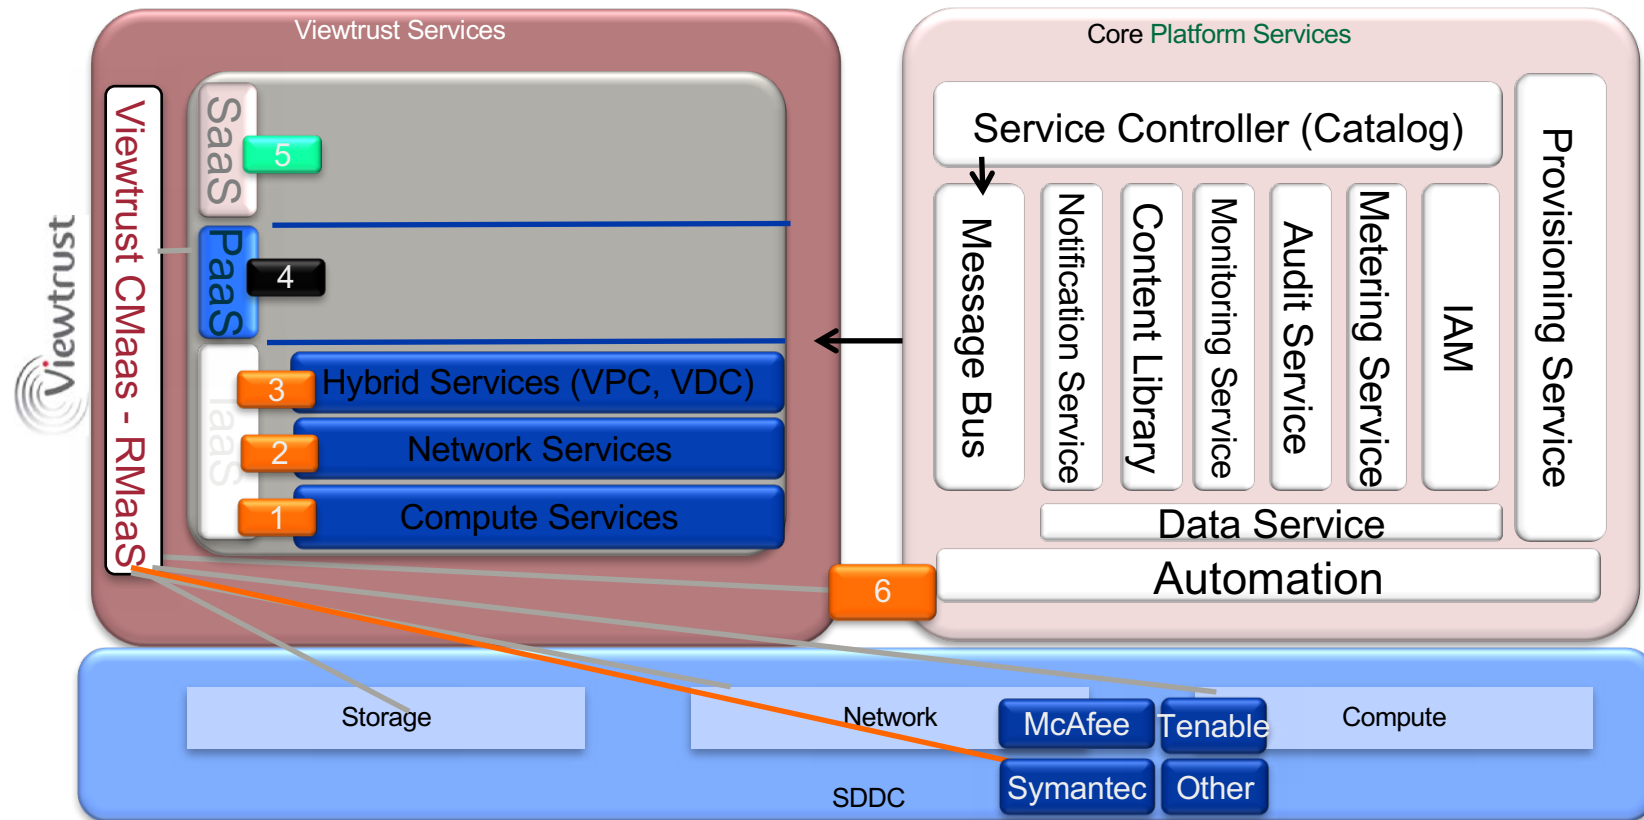 Viewtrust Services
Core Platform Services
Viewtrust
Viewtrust CMaas - RMaaS
SaaS
5
PaaS
4
IaaS
3
Hybrid Services (VPC, VDC)
2
Network Services
1
Compute Services
Service Controller (Catalog)
Message Bus
Notification Service
Content Library
Monitoring Service
Audit Service
Metering Service
IAM
Provisioning Service
Data Service
6
Automation
Storage
Network
McAfee
Tenable
Compute
Symantec
Other
SDDC